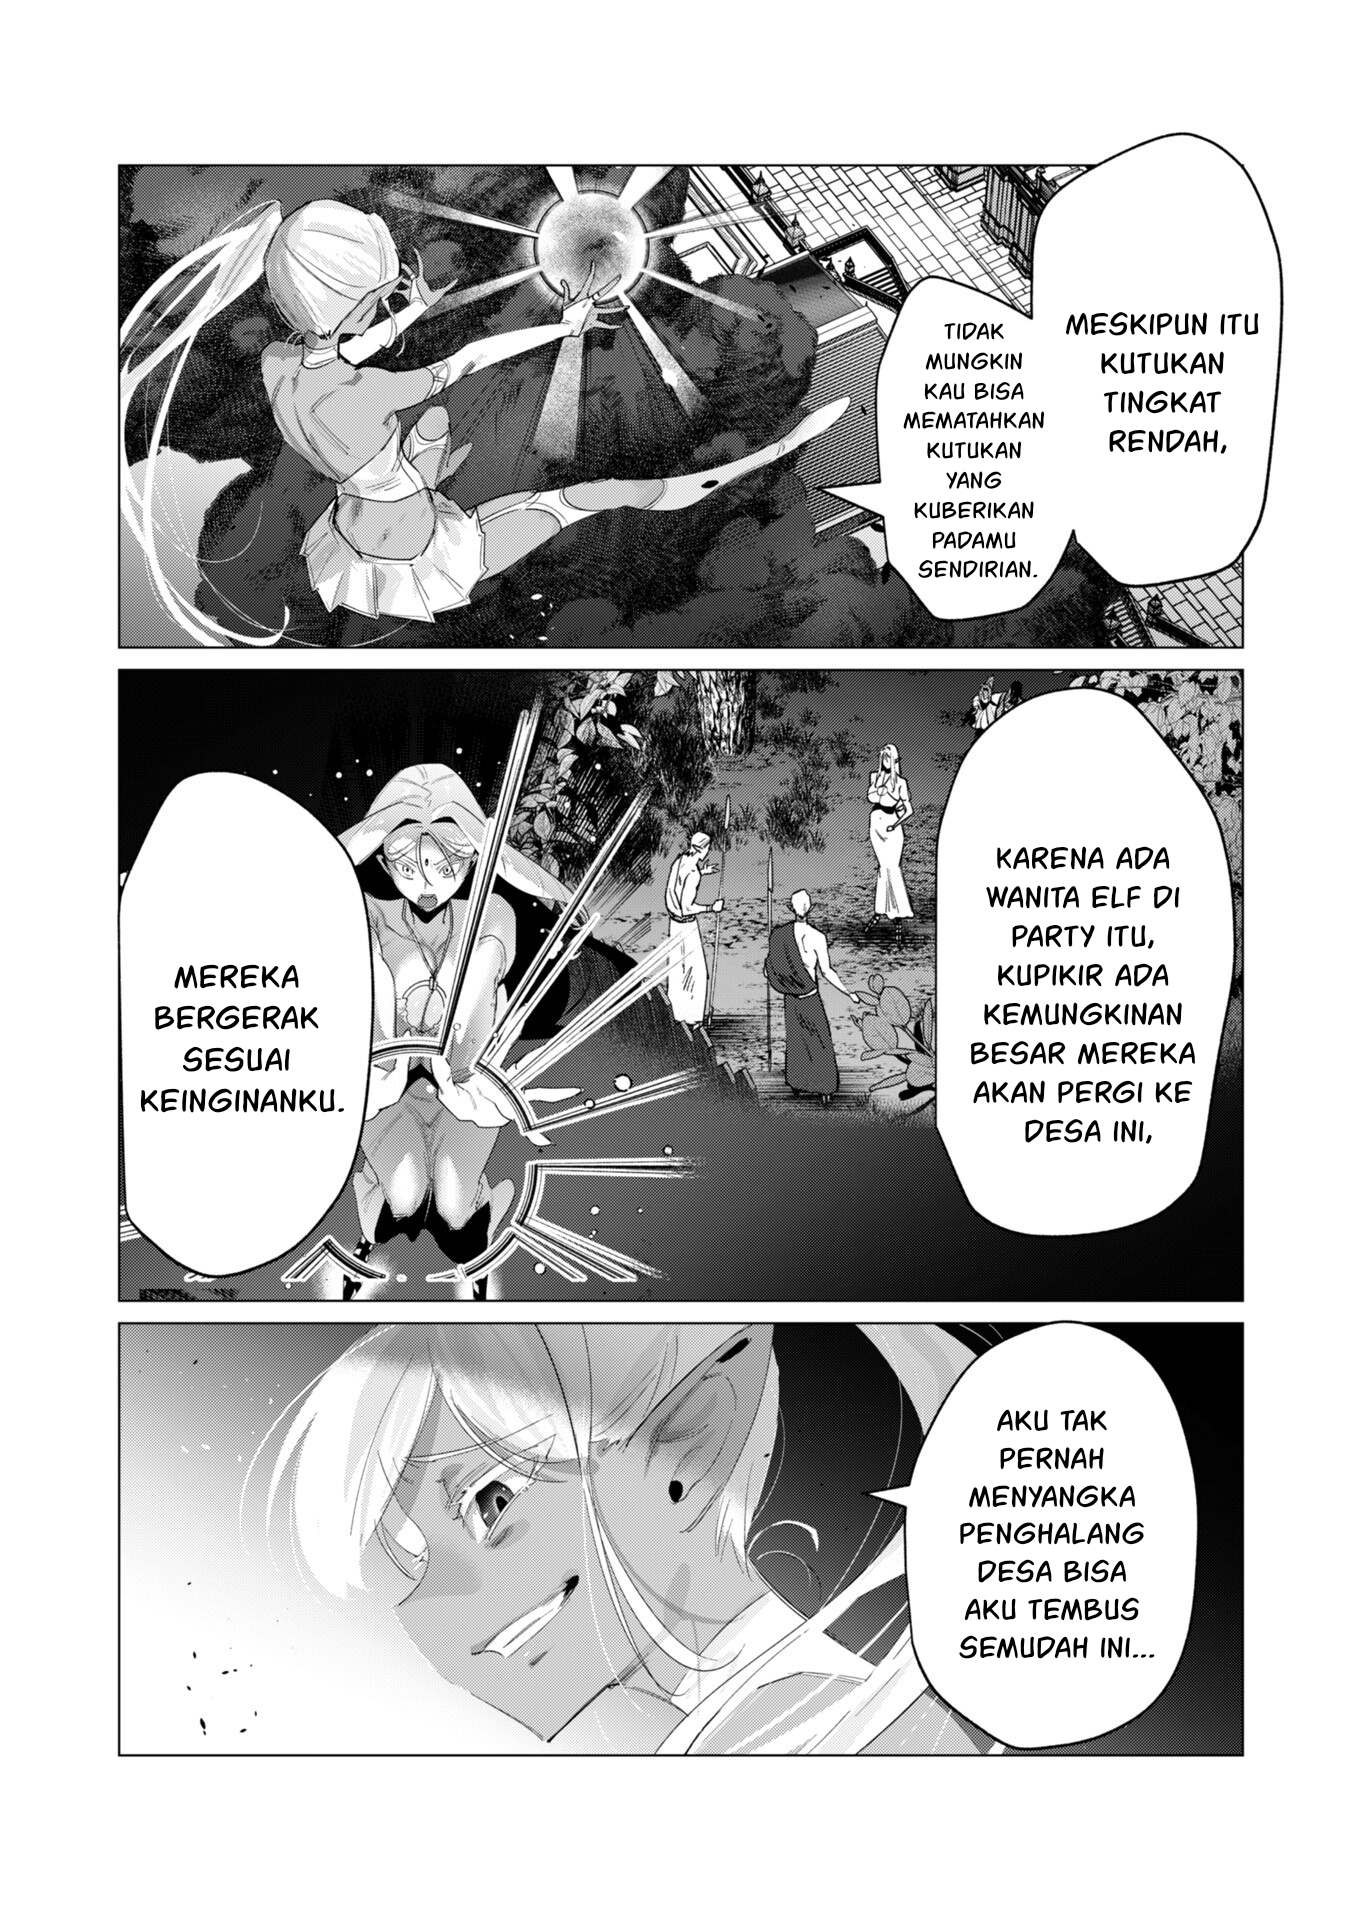 MESKIPUN ITU
KUTUKAN
TINGKAT
RENDAH,
TIDAK
MUNGKIN
KAU BISA
MEMATAHKAN
KUTUKAN
YANG
KUBERIKAN
PADAMU
SENDIRIAN.
KARENA ADA
WANITA ELF DI
PARTY ITU,
KUPIKIR ADA
KEMUNGKINAN
BESAR MEREKA
AKAN PERGI KE
DESA INI,
MEREKA
BERGERAK
SESUAI
KEINGINANKU.
AKU TAK
PERNAH
MENYANGKA
PENGHALANG
DESA BISA
AKU TEMBUS
SEMUDAH INI...